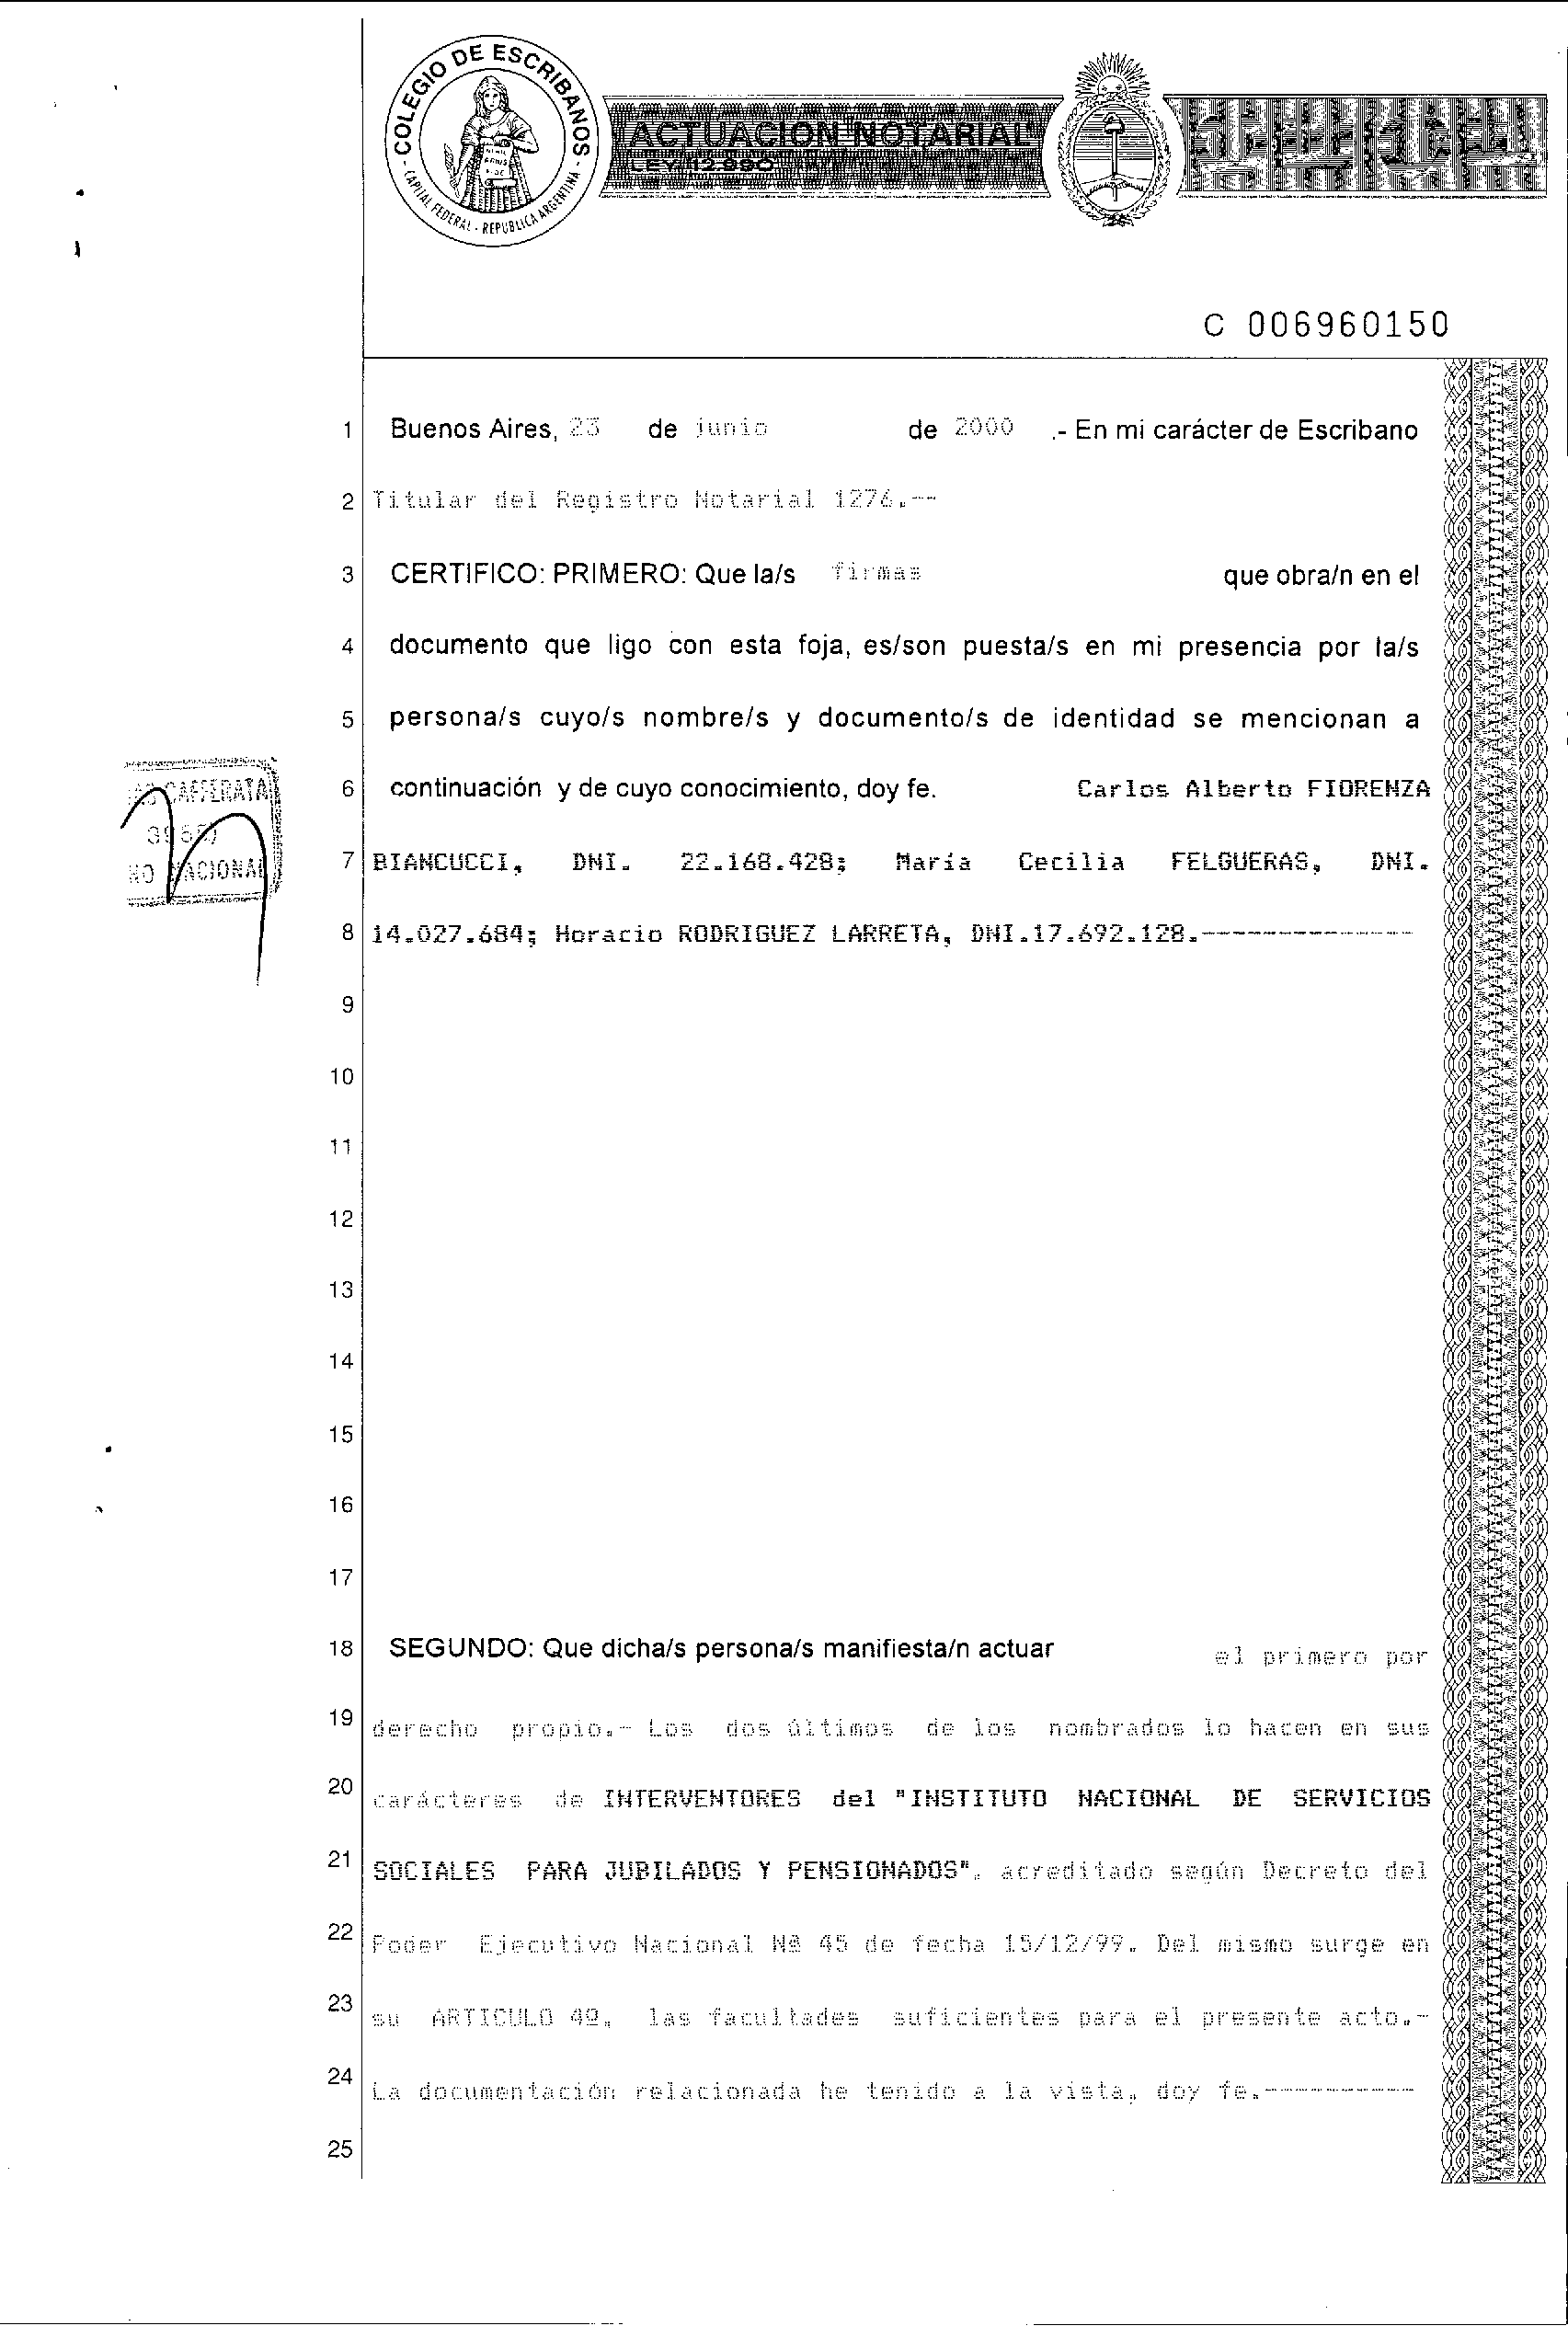 COLEGIO DE ESCRIBANOS
- CAPITAL FEDERAL - REPUBLICA ARGENTINA -
ACTUACION NOTARIAL
LEY 12.990
C 006960150
1 Buenos Aires, 23 de junio de 2000 .- En mi carácter de Escribano
2 Titular del Registro Notarial 1276.--
3 CERTIFICO: PRIMERO: Que la/s firmas que obra/n en el
4 documento que ligo con esta foja, es/son puesta/s en mi presencia por la/s
5 persona/s cuyo/s nombre/s y documento/s de identidad se mencionan a
CAFFERATA
NACIONAL
6 continuación y de cuyo conocimiento, doy fe. Carlos Alberto FIORENZA
7 BIANCUCCI, DNI. 22.168.428; María Cecilia FELGUERAS, DNI.
8 14.027.684; Horacio RODRIGUEZ LARRETA, DNI.17.692.128.--------------
9
10
11
12
13
14
15
16
17
18 SEGUNDO: Que dicha/s persona/s manifiesta/n actuar el primero por
19 derecho propio.- Los dos últimos de los nombrados lo hacen en sus
20 carácteres de INTERVENTORES del "INSTITUTO NACIONAL DE SERVICIOS
21 SOCIALES PARA JUBILADOS Y PENSIONADOS", acreditado según Decreto del
22 Poder Ejecutivo Nacional Nº 45 de fecha 15/12/99. Del mismo surge en
23 su ARTICULO 4º, las facultades suficientes para el presente acto.-
24 La documentación relacionada he tenido a la vista, doy fe.----------
25